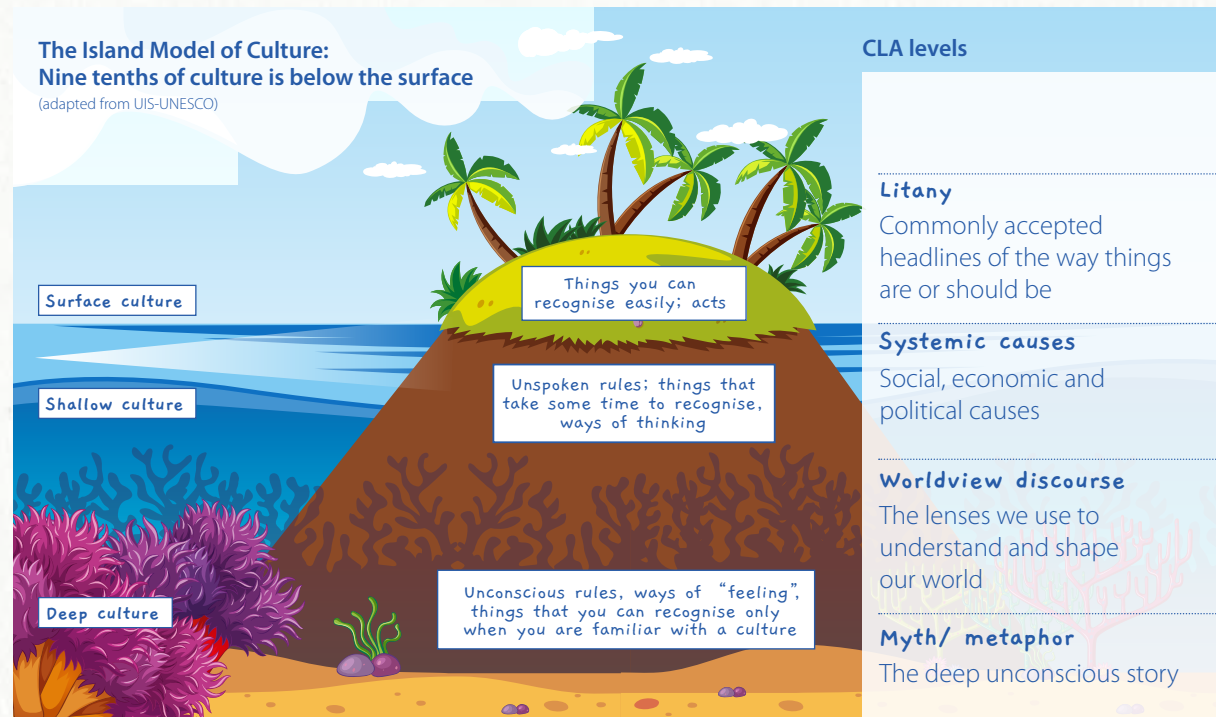 The Island Model of Culture:
Nine tenths of culture is below the surface
(adapted from UIS-UNESCO)
Surface culture
Shallow culture
Deep culture
Things you can
recognise easily; acts
Unspoken rules; things that
take some time to recognise,
ways of thinking
Unconscious rules, ways of “feeling”,
things that you can recognise only
when you are familiar with a culture
CLA levels
Litany
Commonly accepted
headlines of the way things
are or should be
Systemic causes
Social, economic and
political causes
Worldview discourse
The lenses we use to
understand and shape
our world
Myth/ metaphor
The deep unconscious story